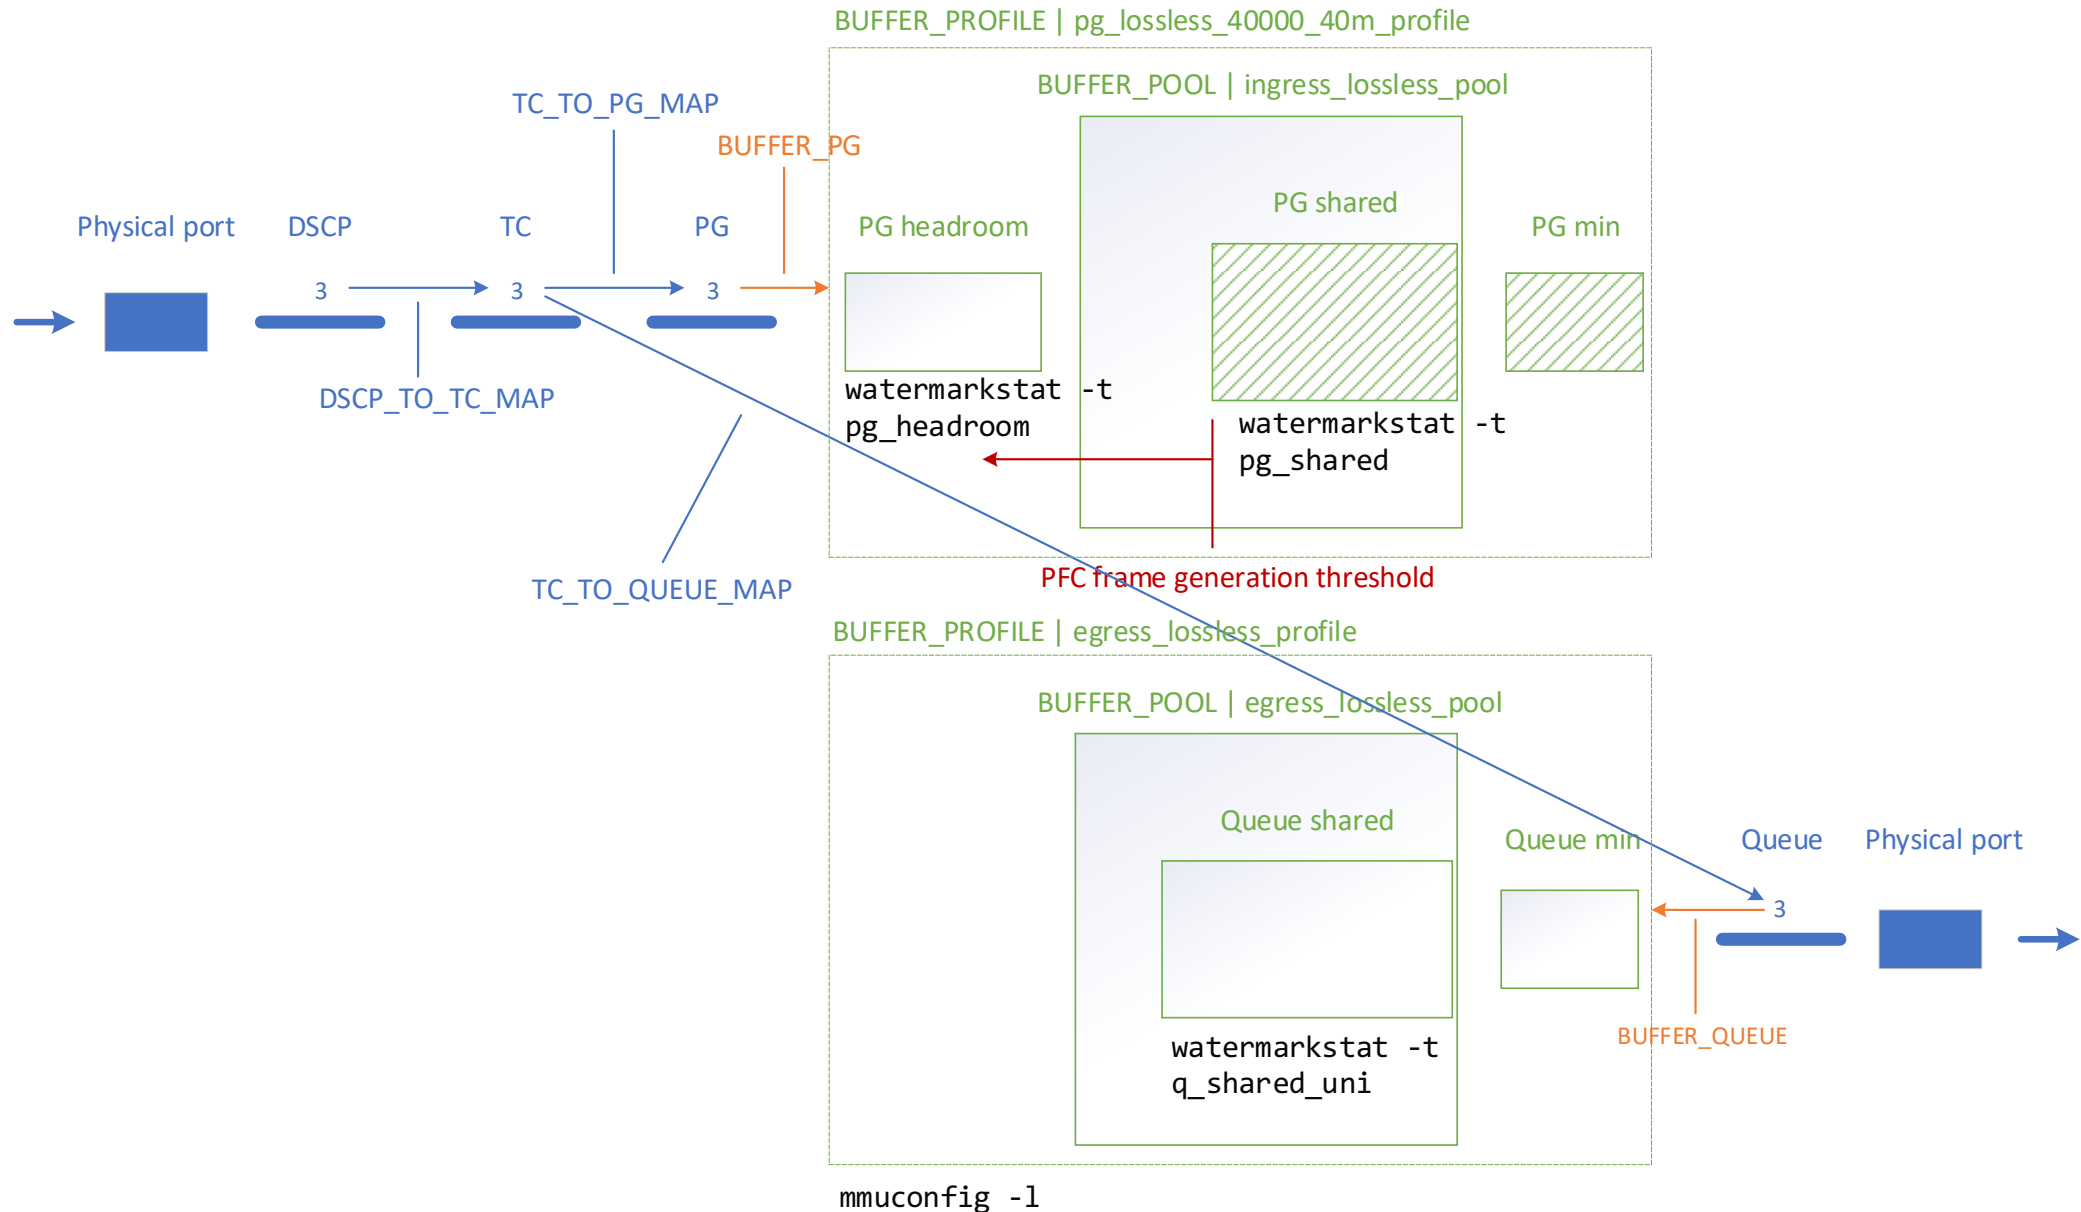 BUFFER_PROFILE | pg_lossless_40000_40m_profile
BUFFER_POOL | ingress_lossless_pool
TC_TO_PG_MAP
BUFFER_PG
PG shared
Physical port
DSCP
TC
PG
PG headroom
PG min
3
3
3
DSCP_TO_TC_MAP
watermarkstat -t
pg_headroom
watermarkstat -t
pg_shared
PFC frame generation threshold
TC_TO_QUEUE_MAP
BUFFER_PROFILE | egress_lossless_profile
BUFFER_POOL | egress_lossless_pool
Queue shared
Queue min
Queue
Physical port
3
BUFFER_QUEUE
watermarkstat -t
q_shared_uni
mmuconfig -l